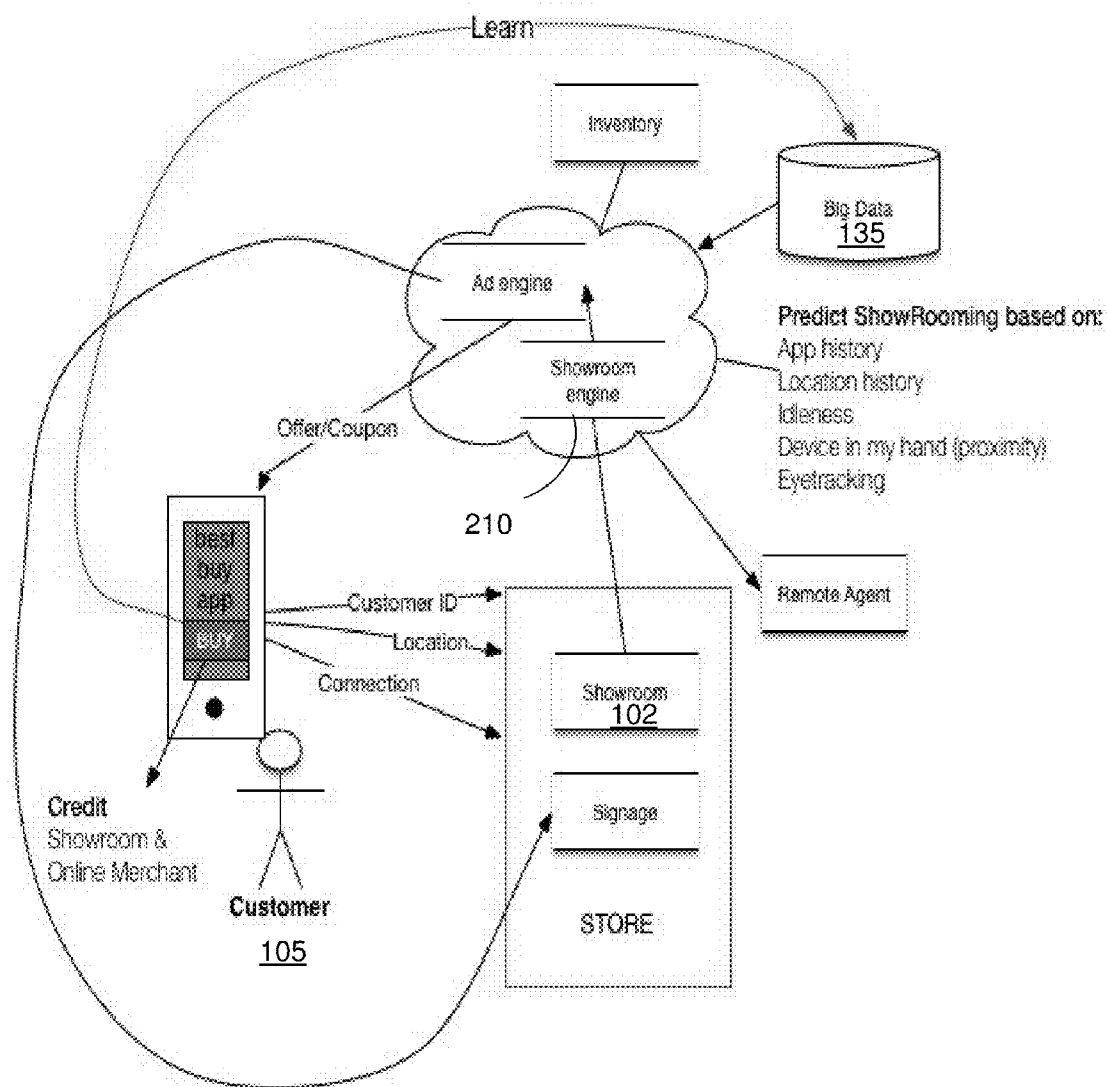 Learn
Inventory
Big Data
135
Ad engine
Showroom
engine
Predict ShowRooming based on:
App history
Location history
Idleness
Device in my hand (proximity)
Eyetracking
Offer/Coupon
210
best
buy
app
BUY
Customer ID
Location
Connection
Remote Agent
Showroom
102
Signage
STORE
Credit
Showroom &
Online Merchant
Customer
105